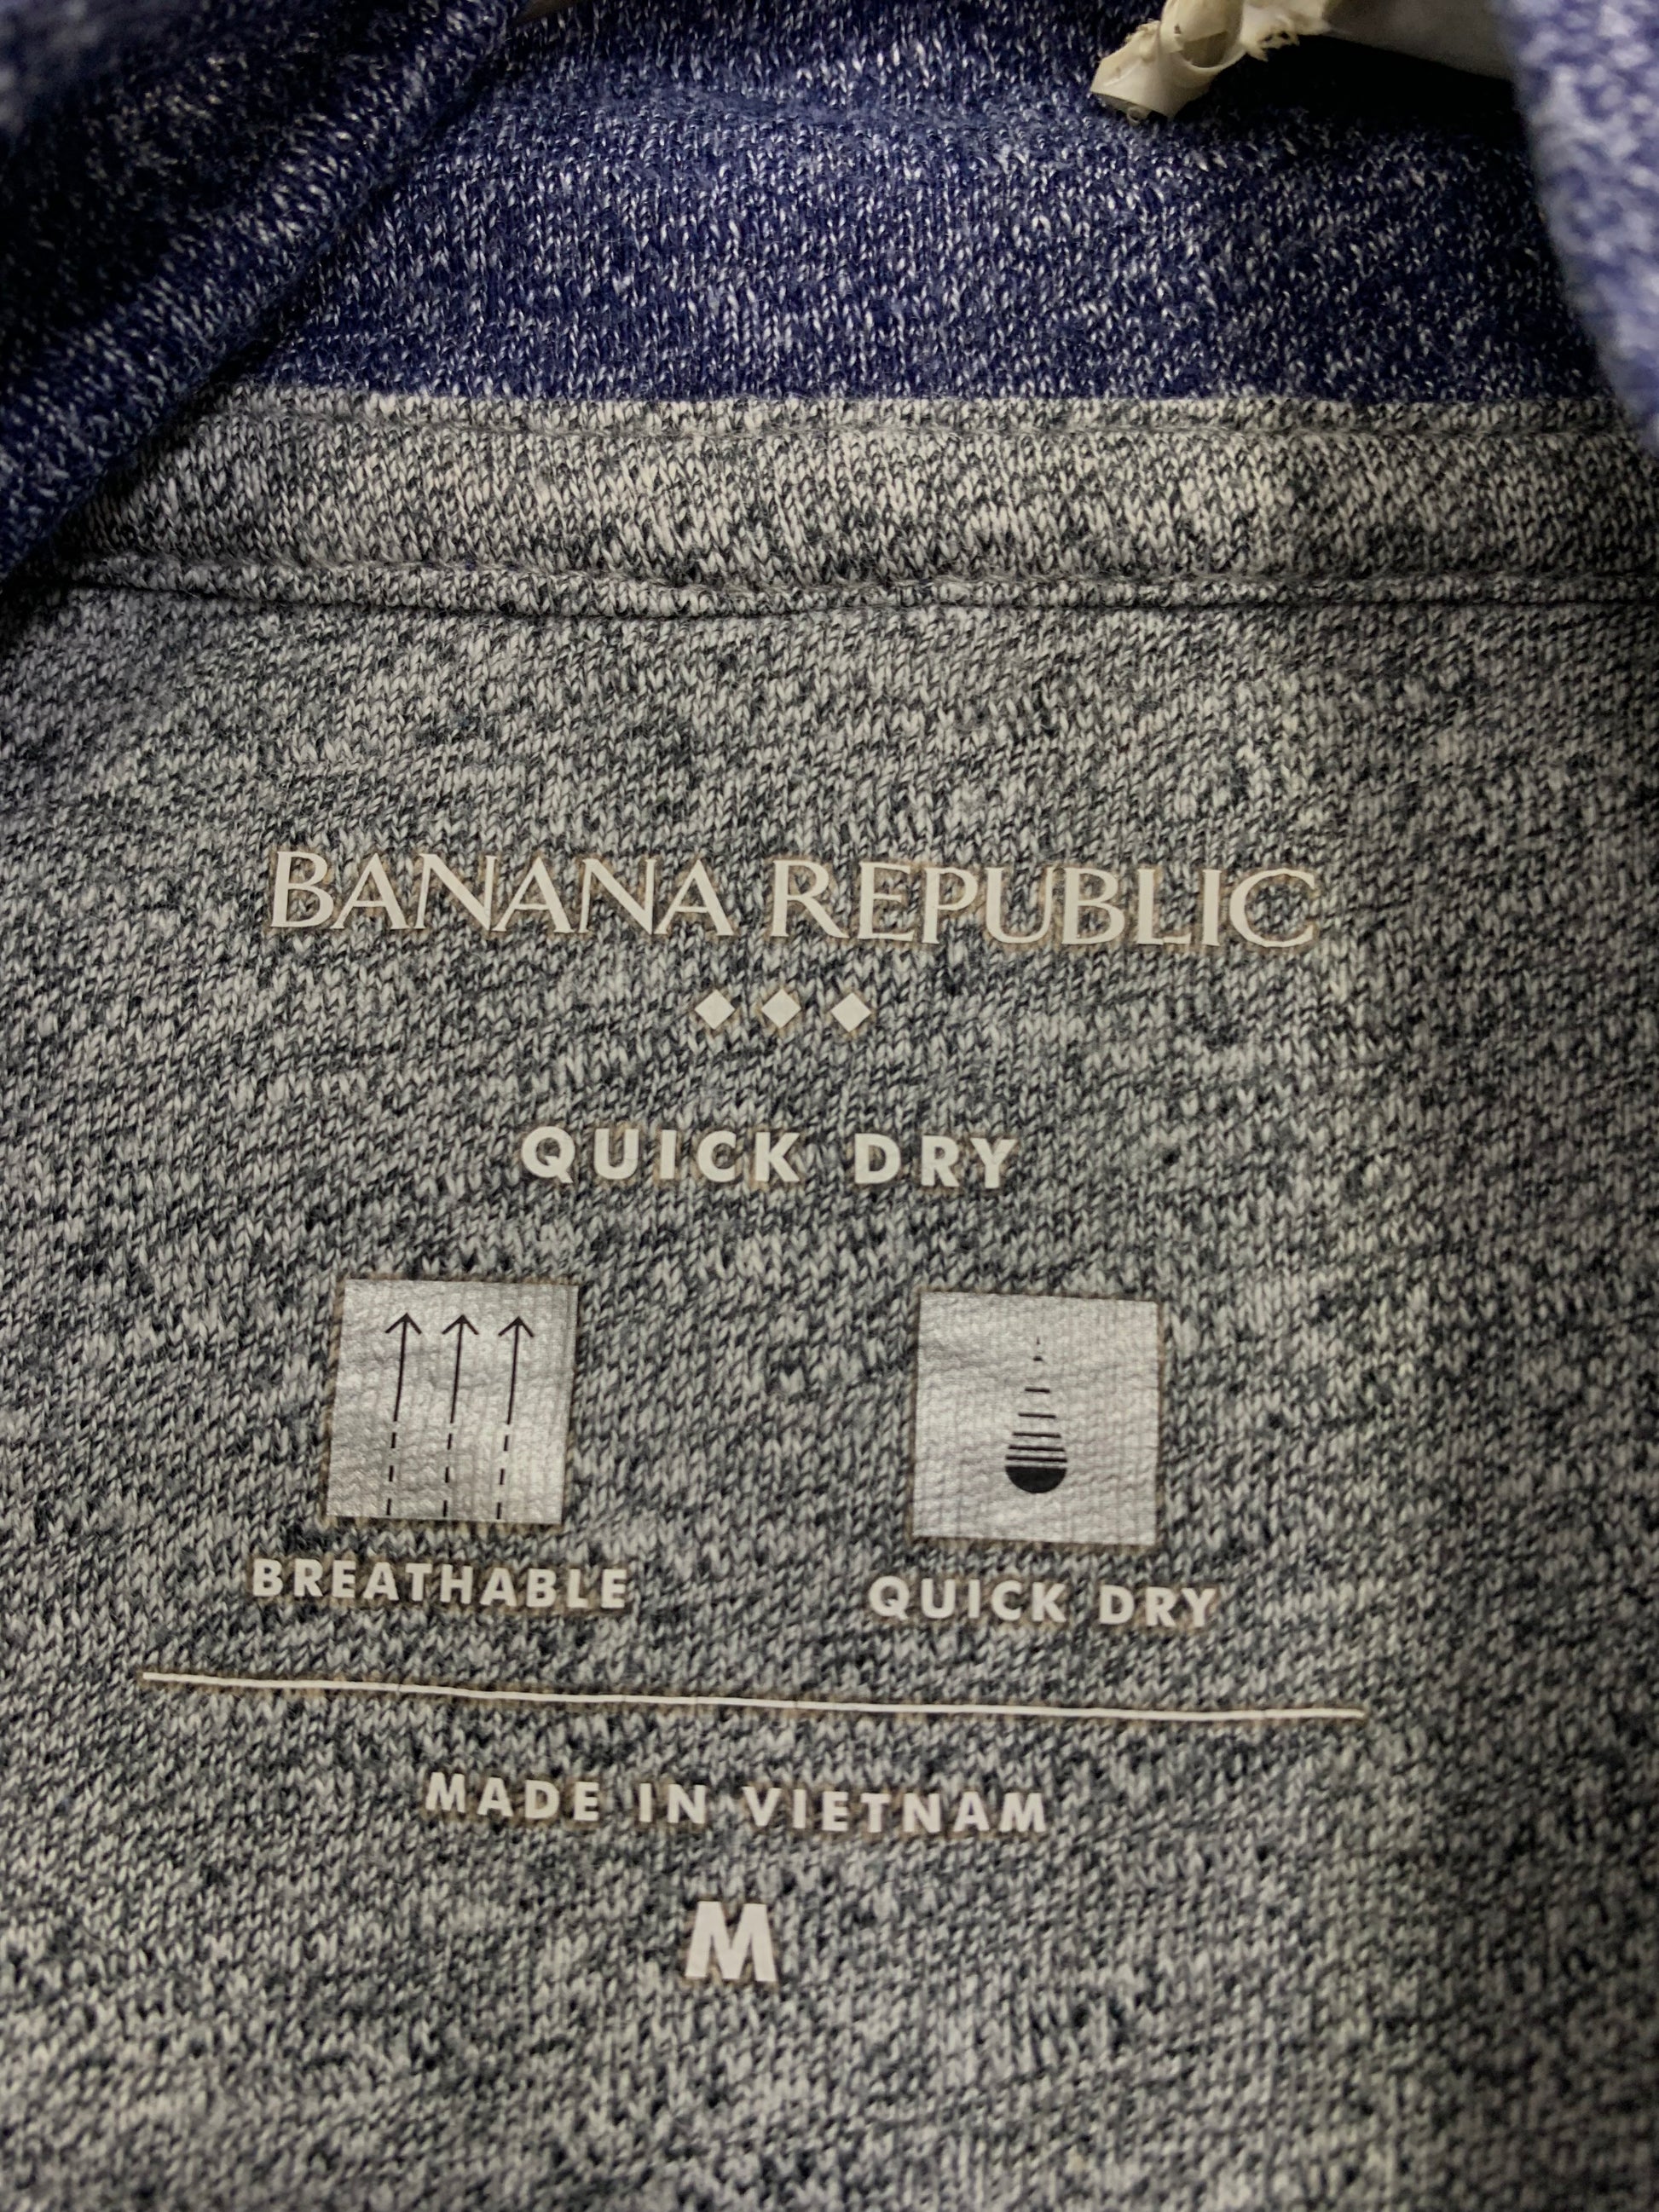 BANANA REPUBLIC
QUICK DRY
BREATHABLE
QUICK DRY
MADE IN VIETNAM
M